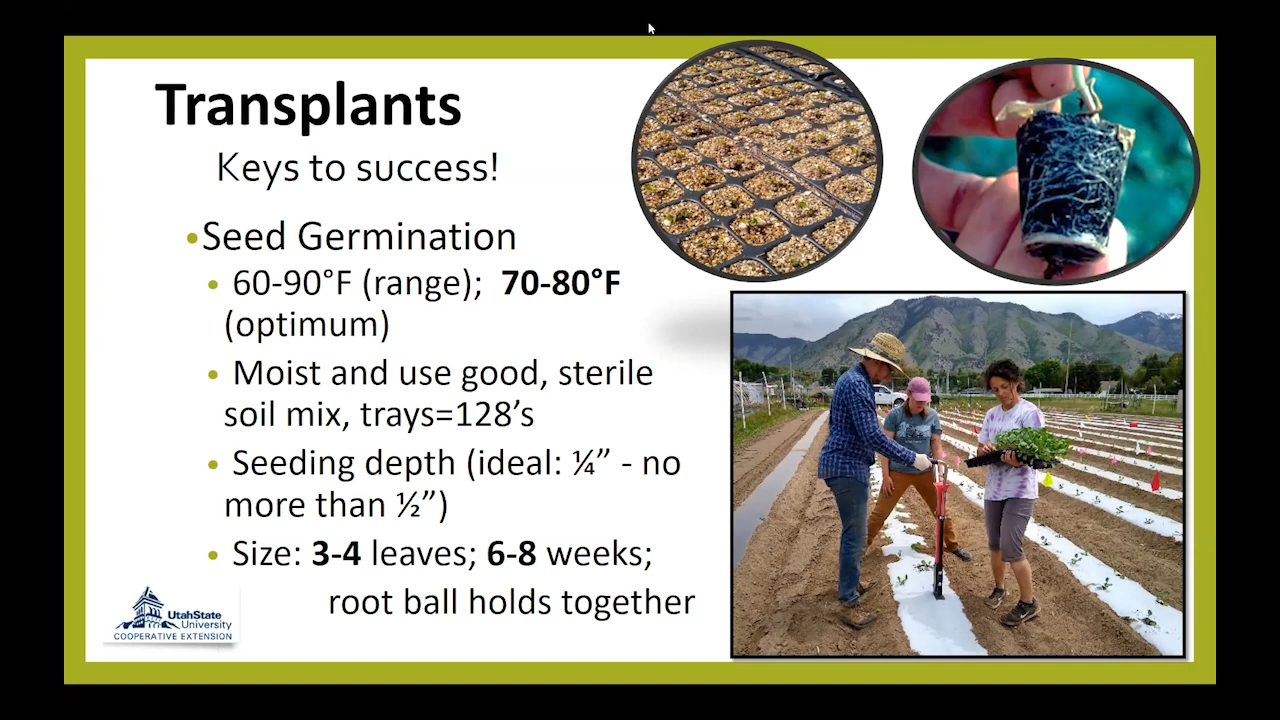 Transplants
Keys to success!
•Seed Germination
• 60-90°F (range); 70-80°F
(optimum)
• Moist and use good, sterile
soil mix, trays=128’s
• Seeding depth (ideal: ¼” - no
more than ½”)
• Size: 3-4 leaves; 6-8 weeks;
root ball holds together
UtahState
University
COOPERATIVE EXTENSION